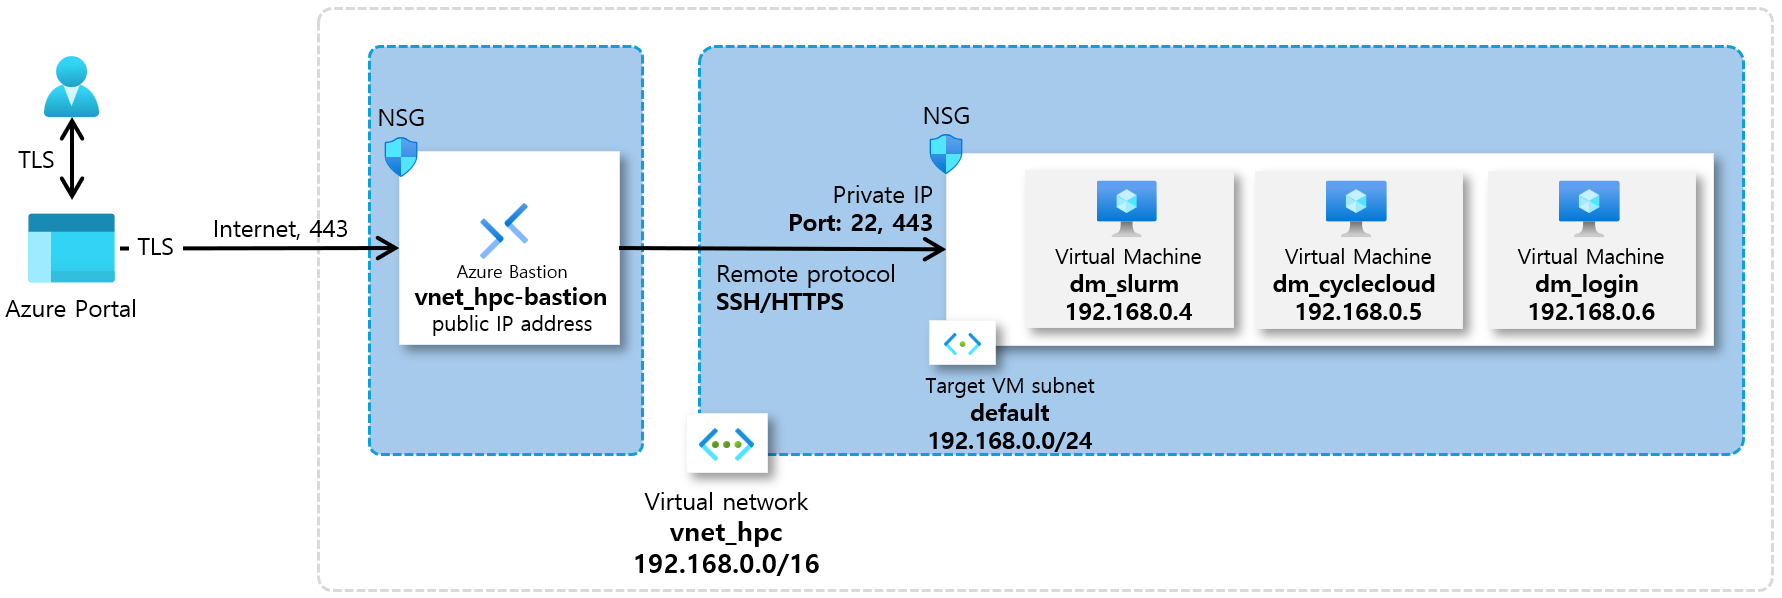 TLS
Azure Portal
TLS
Internet, 443
NSG
Azure Bastion
vnet_hpc-bastion
public IP address
Private IP
Port: 22, 443
Remote protocol
SSH/HTTPS
NSG
Virtual Machine
dm_slurm
192.168.0.4
Virtual Machine
dm_cyclecloud
192.168.0.5
Virtual Machine
dm_login
192.168.0.6
Target VM subnet
default
192.168.0.0/24
Virtual network
vnet_hpc
192.168.0.0/16